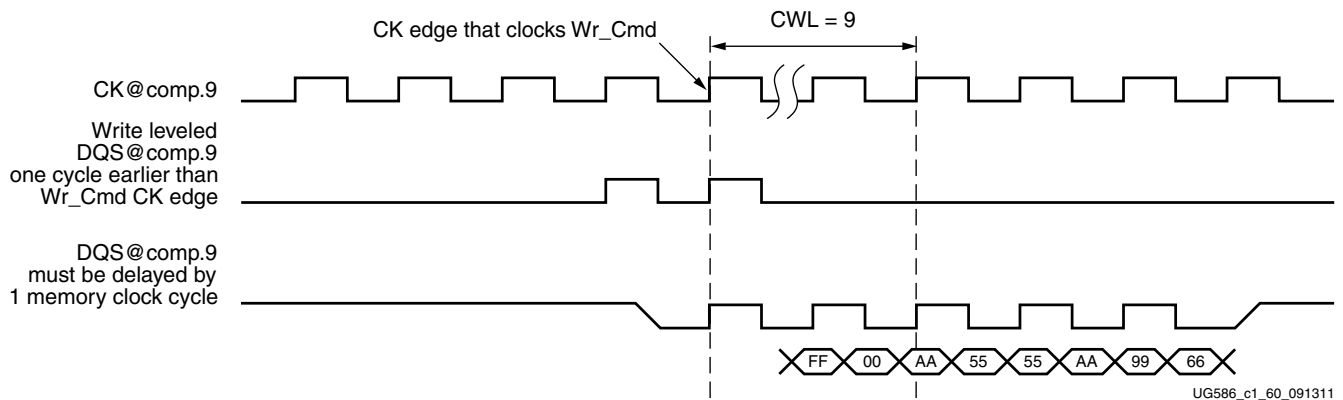 CWL = 9
CK edge that clocks Wr_Cmd
CK@comp.9
Write leveled
DQS@comp.9
one cycle earlier than
Wr_Cmd CK edge
DQS@comp.9
must be delayed by
1 memory clock cycle
FF 00 AA 55 55 AA 99 66
UG586_c1_60_091311